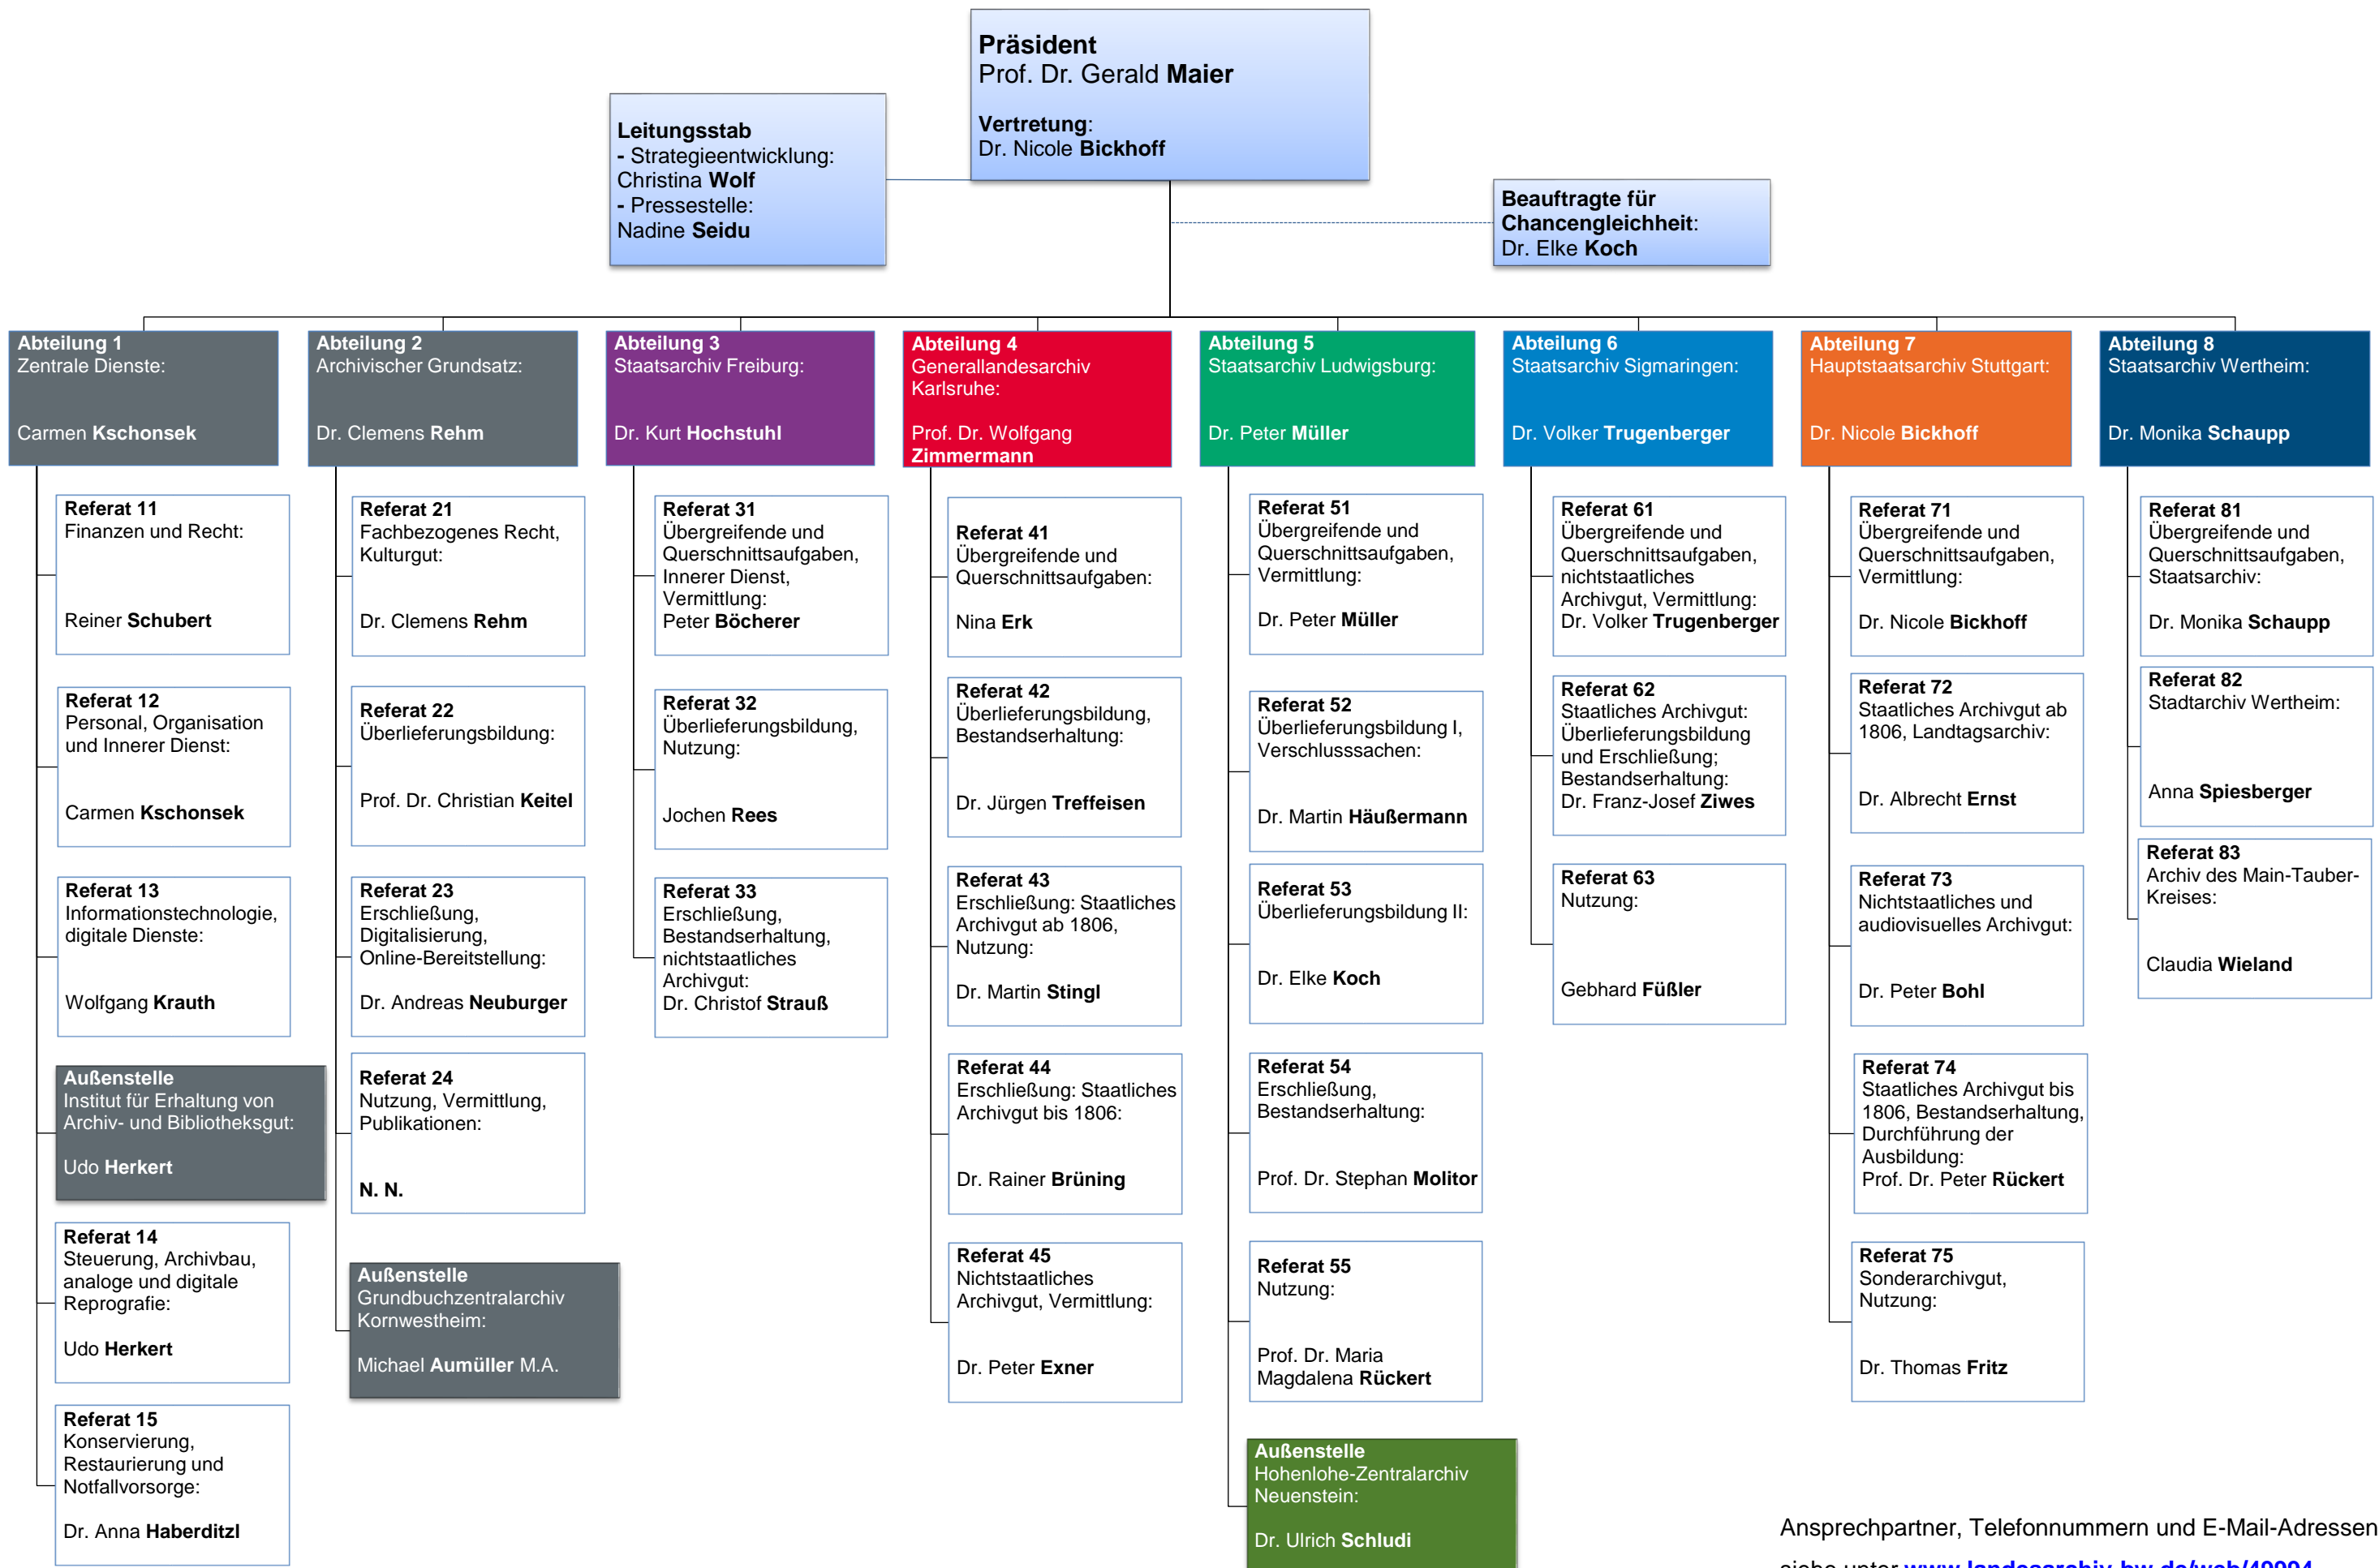 Präsident
Prof. Dr. Gerald Maier
Vertretung:
Dr. Nicole Bickhoff
Leitungsstab
- Strategieentwicklung:
Christina Wolf
- Pressestelle:
Nadine Seidu
Beauftragte für
Chancengleichheit:
Dr. Elke Koch
Abteilung 1
Zentrale Dienste:
Carmen Kschonsek
Referat 11
Finanzen und Recht:
Reiner Schubert
Referat 12
Personal, Organisation
und Innerer Dienst:
Carmen Kschonsek
Referat 13
Informationstechnologie,
digitale Dienste:
Wolfgang Krauth
Außenstelle
Institut für Erhaltung von
Archiv- und Bibliotheksgut:
Udo Herkert
Referat 14
Steuerung, Archivbau,
analoge und digitale
Reprografie:
Udo Herkert
Referat 15
Konservierung,
Restaurierung und
Notfallvorsorge:
Dr. Anna Haberditzl
Abteilung 2
Archivischer Grundsatz:
Dr. Clemens Rehm
Referat 21
Fachbezogenes Recht,
Kulturgut:
Dr. Clemens Rehm
Referat 22
Überlieferungsbildung:
Prof. Dr. Christian Keitel
Referat 23
Erschließung,
Digitalisierung,
Online-Bereitstellung:
Dr. Andreas Neuburger
Referat 24
Nutzung, Vermittlung,
Publikationen:
N. N.
Außenstelle
Grundbuchzentralarchiv
Kornwestheim:
Michael Aumüller M.A.
Abteilung 3
Staatsarchiv Freiburg:
Dr. Kurt Hochstuhl
Referat 31
Übergreifende und
Querschnittsaufgaben,
Innerer Dienst,
Vermittlung:
Peter Böcherer
Referat 32
Überlieferungsbildung,
Nutzung:
Jochen Rees
Referat 33
Erschließung,
Bestandserhaltung,
nichtstaatliches
Archivgut:
Dr. Christof Strauß
Abteilung 4
Generallandesarchiv
Karlsruhe:
Prof. Dr. Wolfgang
Zimmermann
Referat 41
Übergreifende und
Querschnittsaufgaben:
Nina Erk
Referat 42
Überlieferungsbildung,
Bestandserhaltung:
Dr. Jürgen Treffeisen
Referat 43
Erschließung: Staatliches
Archivgut ab 1806,
Nutzung:
Dr. Martin Stingl
Referat 44
Erschließung: Staatliches
Archivgut bis 1806:
Dr. Rainer Brüning
Referat 45
Nichtstaatliches
Archivgut, Vermittlung:
Dr. Peter Exner
Abteilung 5
Staatsarchiv Ludwigsburg:
Dr. Peter Müller
Referat 51
Übergreifende und
Querschnittsaufgaben,
Vermittlung:
Dr. Peter Müller
Referat 52
Überlieferungsbildung I,
Verschlusssachen:
Dr. Martin Häußermann
Referat 53
Überlieferungsbildung II:
Dr. Elke Koch
Referat 54
Erschließung,
Bestandserhaltung:
Prof. Dr. Stephan Molitor
Referat 55
Nutzung:
Prof. Dr. Maria
Magdalena Rückert
Außenstelle
Hohenlohe-Zentralarchiv
Neuenstein:
Dr. Ulrich Schludi
Abteilung 6
Staatsarchiv Sigmaringen:
Dr. Volker Trugenberger
Referat 61
Übergreifende und
Querschnittsaufgaben,
nichtstaatliches
Archivgut, Vermittlung:
Dr. Volker Trugenberger
Referat 62
Staatliches Archivgut:
Überlieferungsbildung
und Erschließung;
Bestandserhaltung:
Dr. Franz-Josef Ziwes
Referat 63
Nutzung:
Gebhard Füßler
Abteilung 7
Hauptstaatsarchiv Stuttgart:
Dr. Nicole Bickhoff
Referat 71
Übergreifende und
Querschnittsaufgaben,
Vermittlung:
Dr. Nicole Bickhoff
Referat 72
Staatliches Archivgut ab
1806, Landtagsarchiv:
Dr. Albrecht Ernst
Referat 73
Nichtstaatliches und
audiovisuelles Archivgut:
Dr. Peter Bohl
Referat 74
Staatliches Archivgut bis
1806, Bestandserhaltung,
Durchführung der
Ausbildung:
Prof. Dr. Peter Rückert
Referat 75
Sonderarchivgut,
Nutzung:
Dr. Thomas Fritz
Abteilung 8
Staatsarchiv Wertheim:
Dr. Monika Schaupp
Referat 81
Übergreifende und
Querschnittsaufgaben,
Staatsarchiv:
Dr. Monika Schaupp
Referat 82
Stadtarchiv Wertheim:
Anna Spiesberger
Referat 83
Archiv des Main-Tauber-
Kreises:
Claudia Wieland
Ansprechpartner, Telefonnummern und E-Mail-Adressen
siehe unter www.landesarchiv-bw.de/web/49994